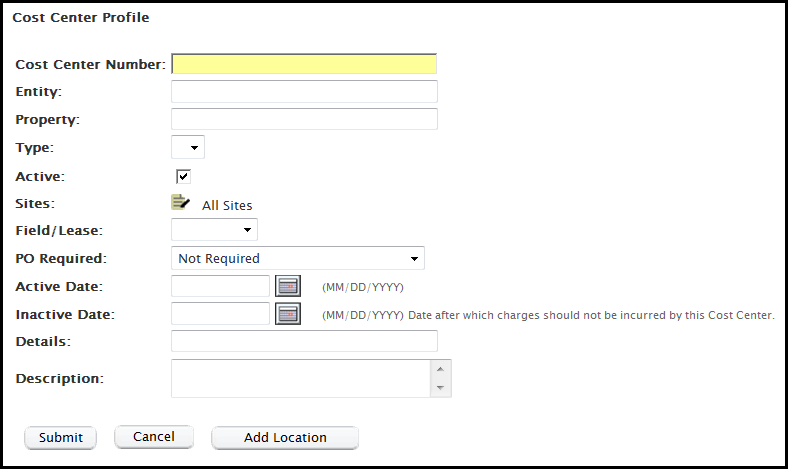 Cost Center Profile
Cost Center Number:
Entity:
Property:
Type:
Active:
Sites: All Sites
Field/Lease:
PO Required: Not Required
Active Date: (MM/DD/YYYY)
Inactive Date: (MM/DD/YYYY) Date after which charges should not be incurred by this Cost Center.
Details:
Description:
Submit Cancel Add Location